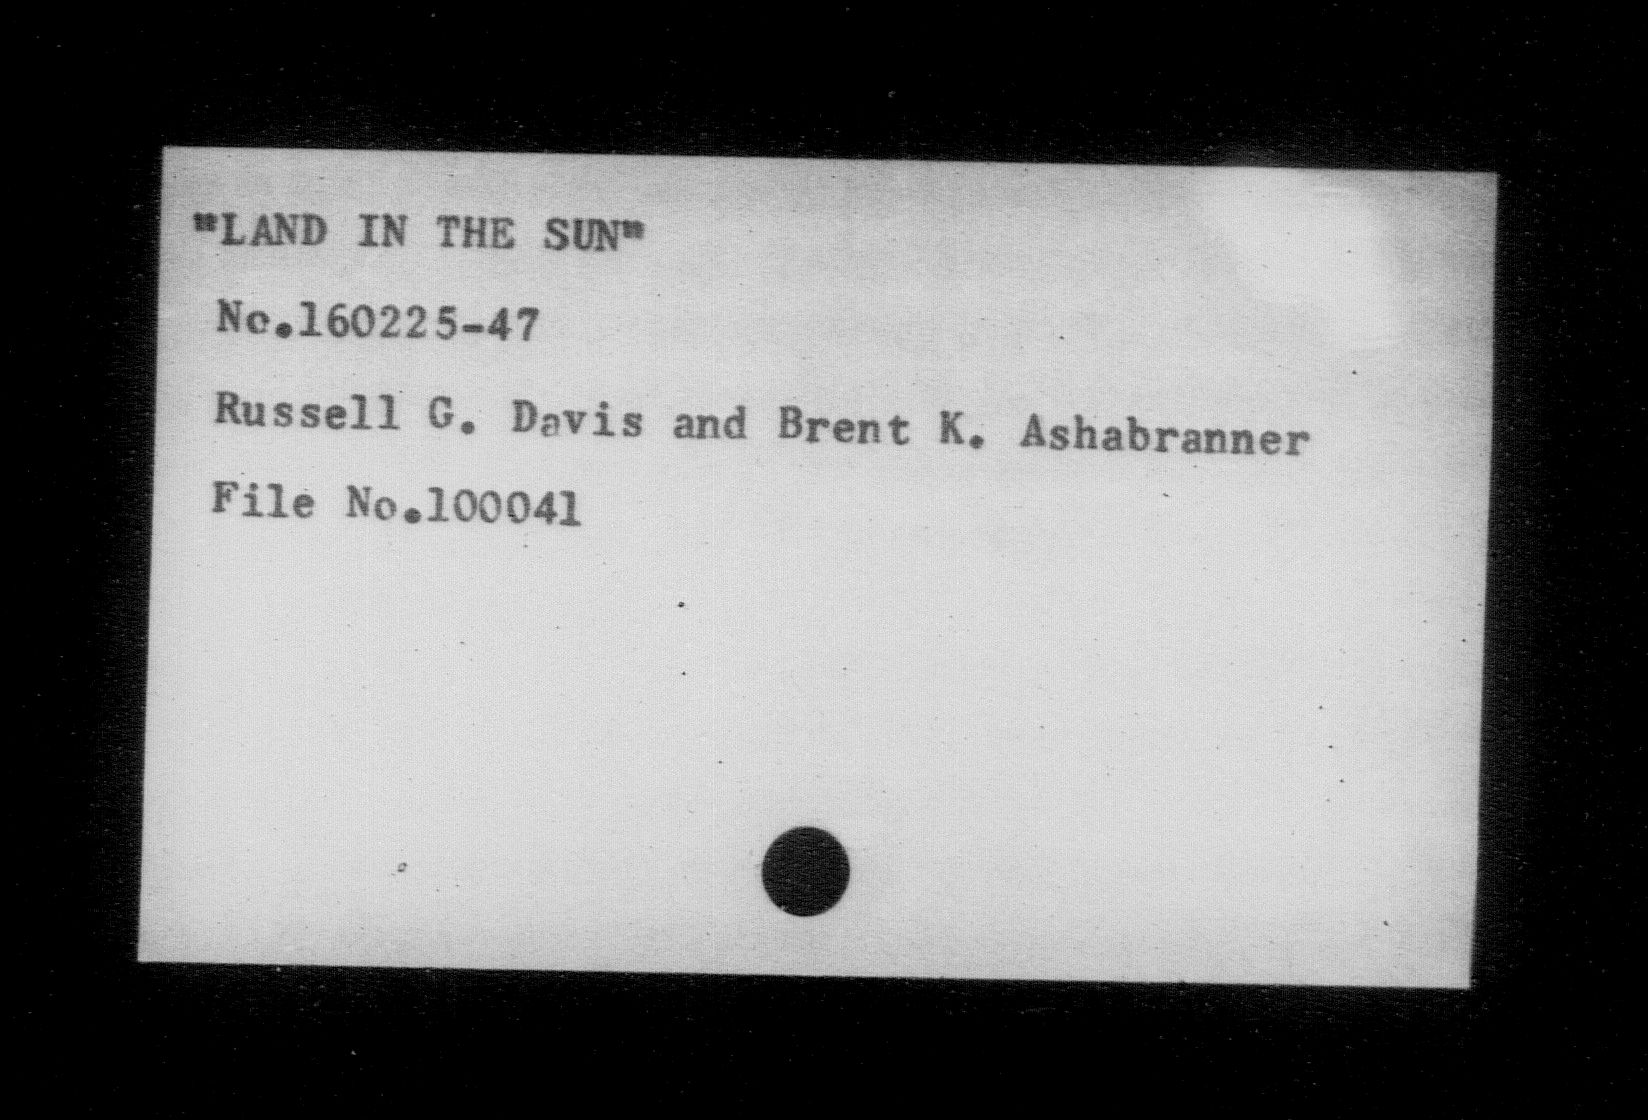 "LAND IN THE SUN"
No.160225-47
Russell G. Davis and Brent K. Ashabranner
File No.100041